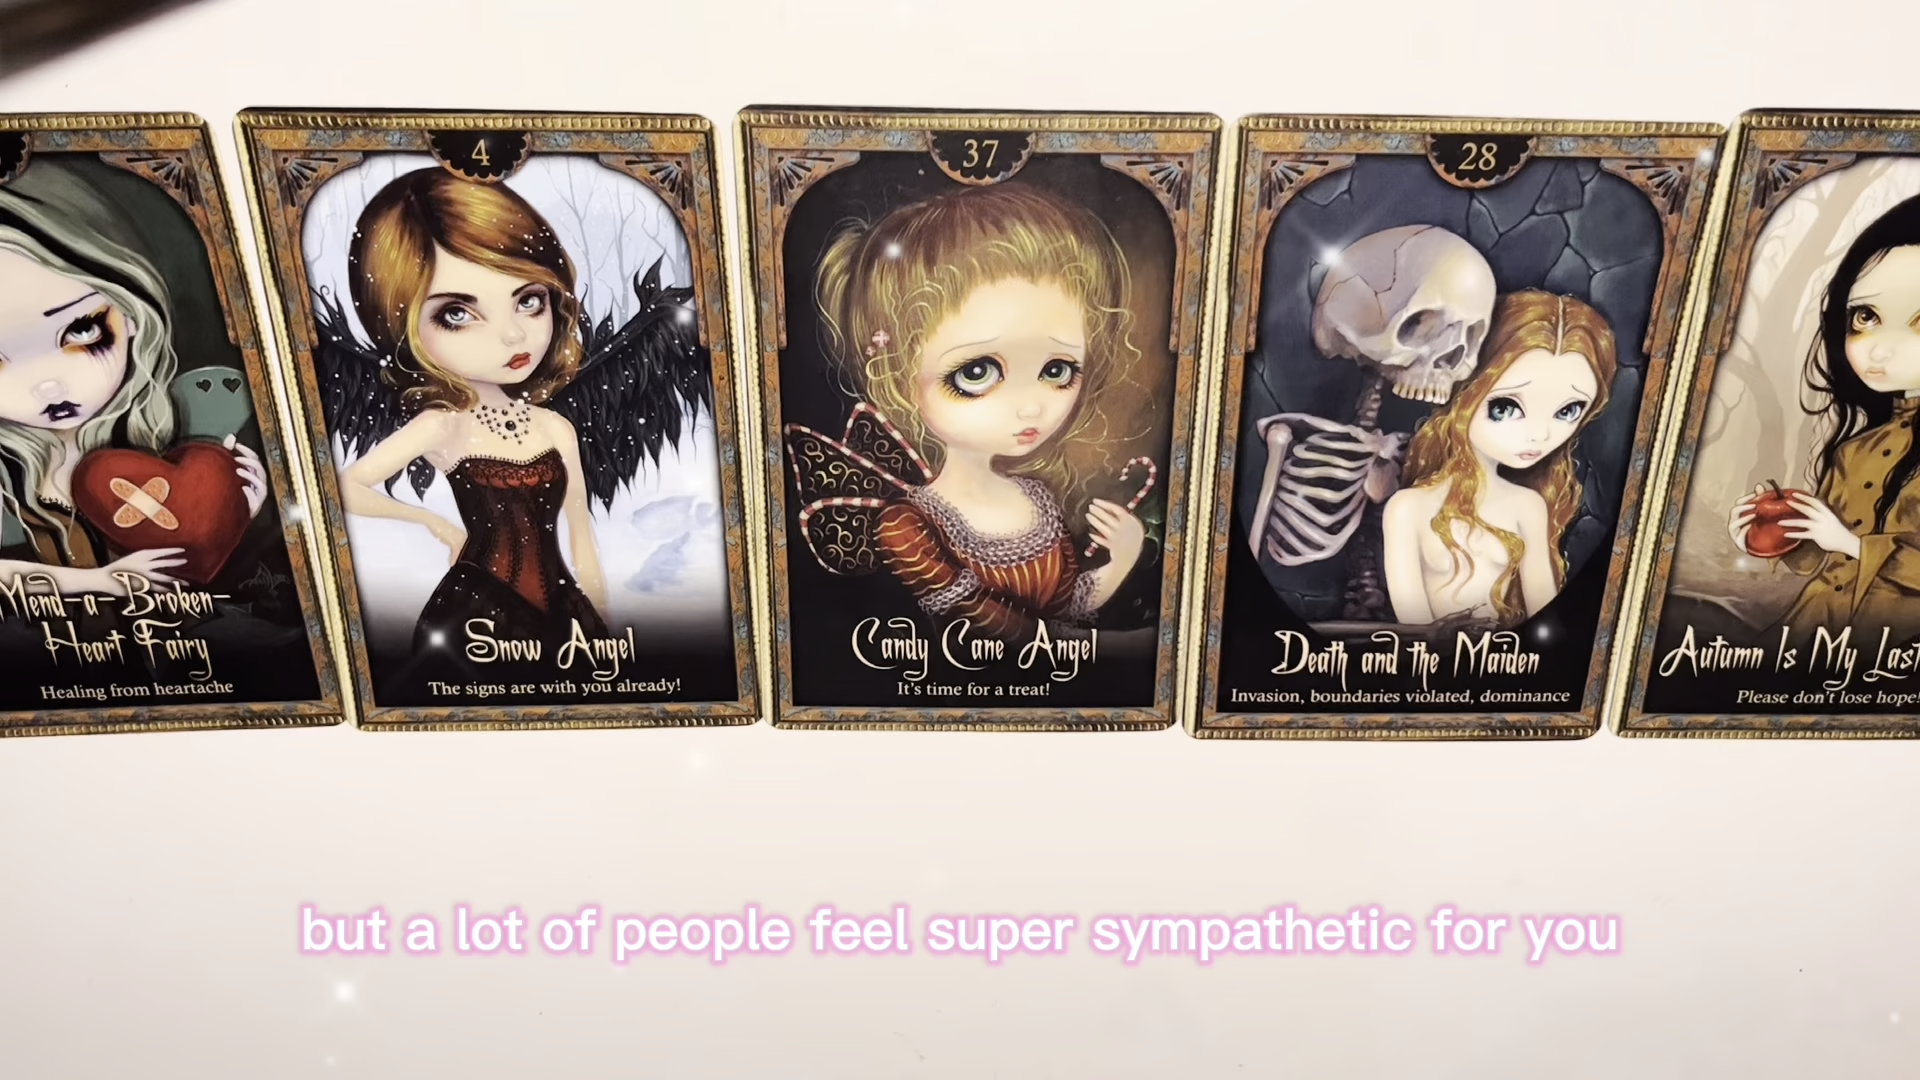 4
37
28
Mend-a-Broken-
Heart Fairy
Healing from heartache
Snow Angel
The signs are with you already!
Candy Cane Angel
It's time for a treat!
Death and the Maiden
Invasion, boundaries violated, dominance
Autumn Is My Last
Please don't lose hope!
but a lot of people feel super sympathetic for you